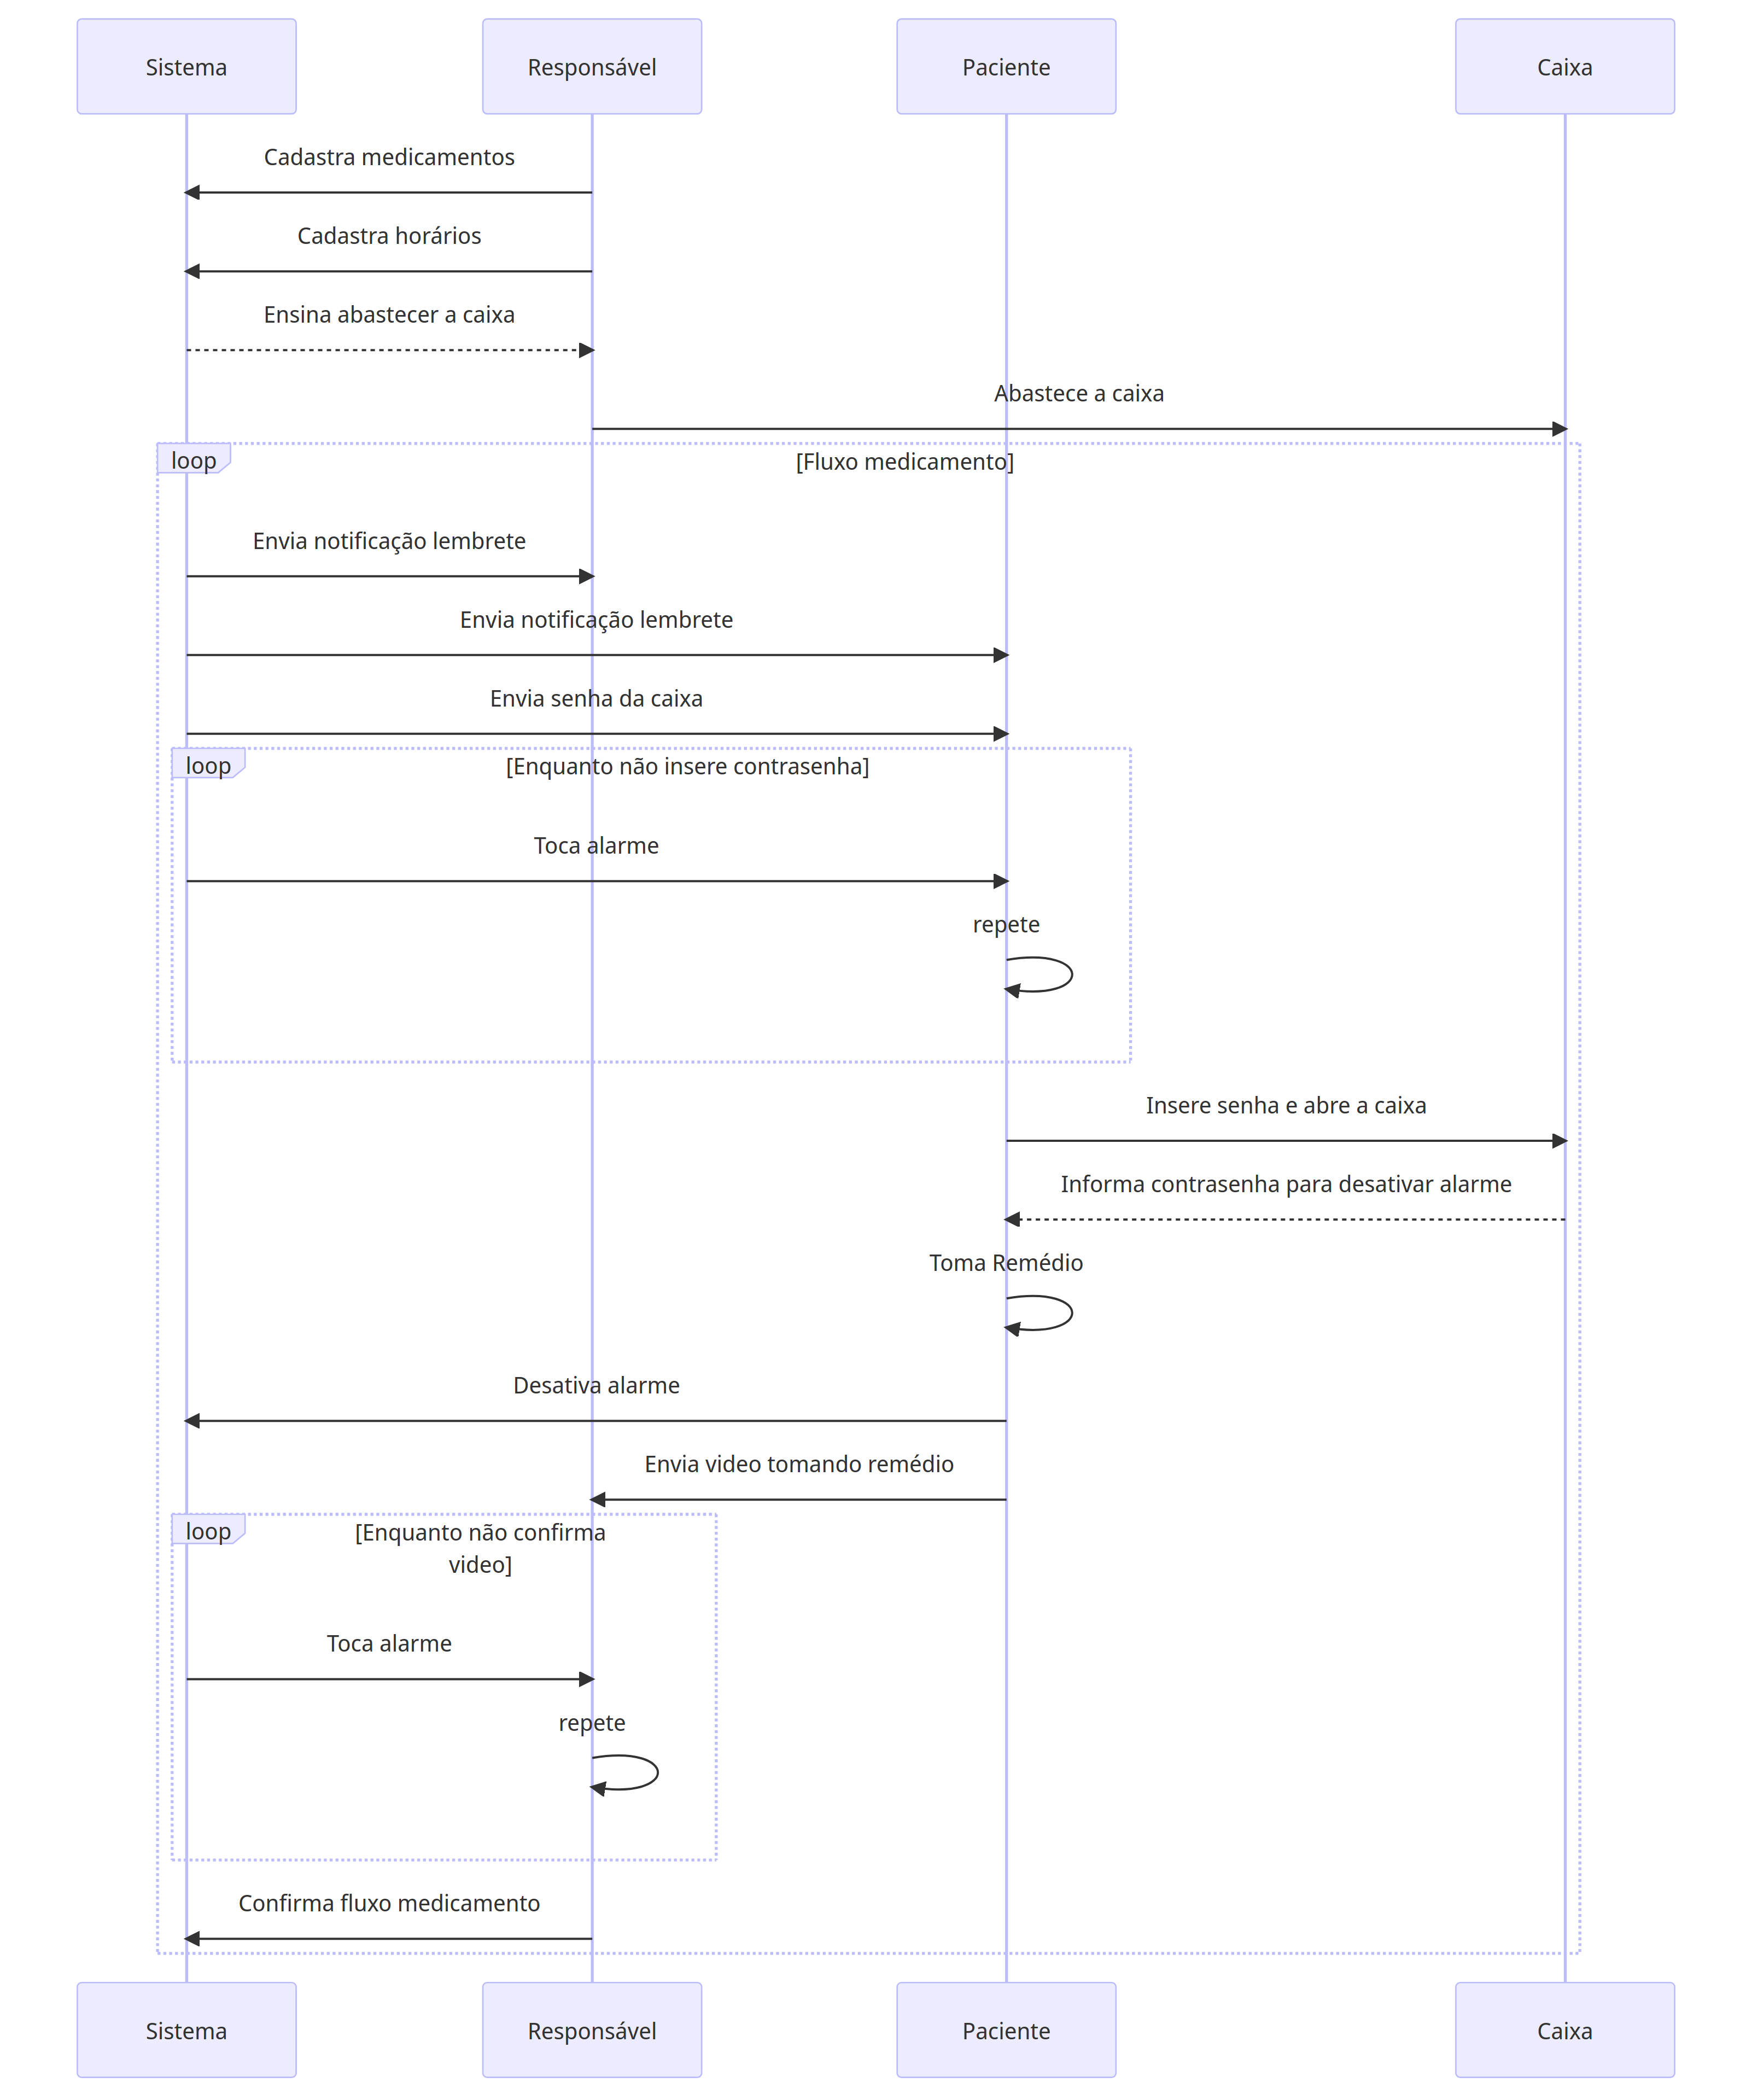 Sistema
Responsável
Paciente
Caixa
Cadastra medicamentos
Cadastra horários
Ensina abastecer a caixa
Abastece a caixa
loop
[Fluxo medicamento]
Envia notificação lembrete
Envia notificação lembrete
Envia senha da caixa
loop
[Enquanto não insere contrasenha]
Toca alarme
repete
Insere senha e abre a caixa
Informa contrasenha para desativar alarme
Toma Remédio
Desativa alarme
Envia video tomando remédio
loop
[Enquanto não confirma
video]
Toca alarme
repete
Confirma fluxo medicamento
Sistema
Responsável
Paciente
Caixa